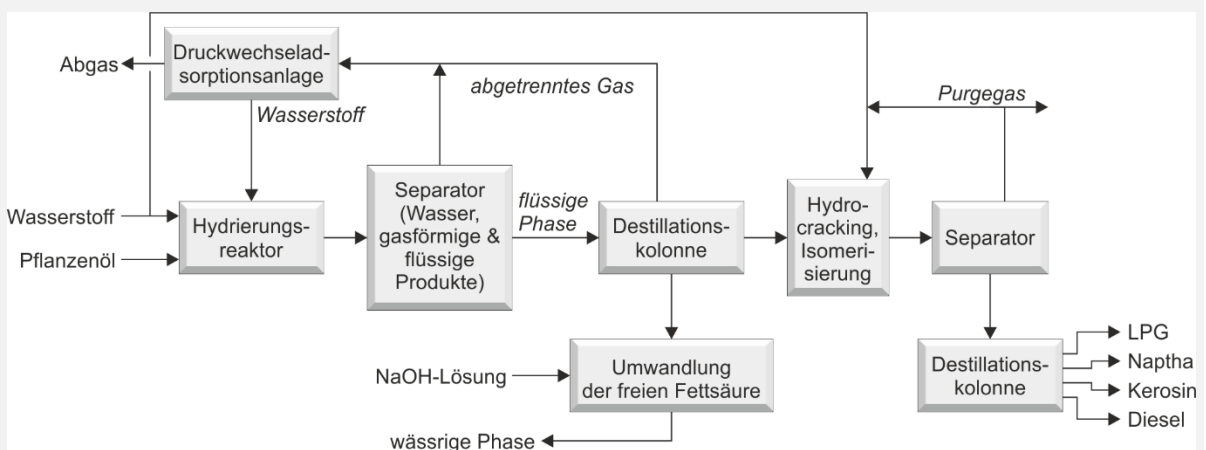 Druckwechselad-
sorptionsanlage
Abgas
abgetrenntes Gas
Purgegas
Wasserstoff
Separator
(Wasser,
gasförmige &
flüssige
Produkte)
flüssige
Phase
Hydro-
cracking,
Isomeri-
sierung
Wasserstoff
Hydrierungs-
reaktor
Destillations-
kolonne
Separator
Pflanzenöl
Umwandlung
der freien Fettsäure
NaOH-Lösung
wässrige Phase
Destillations-
kolonne
LPG
Naptha
Kerosin
Diesel